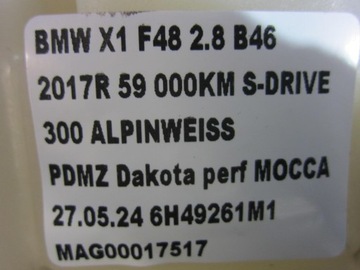 BMW X1 F48 2.8 B46
2017R 59 000KM S-DRIVE
300 ALPINWEISS
PDMZ Dakota perf MOCCA
27.05.24 6H49261M1
MAG00017517